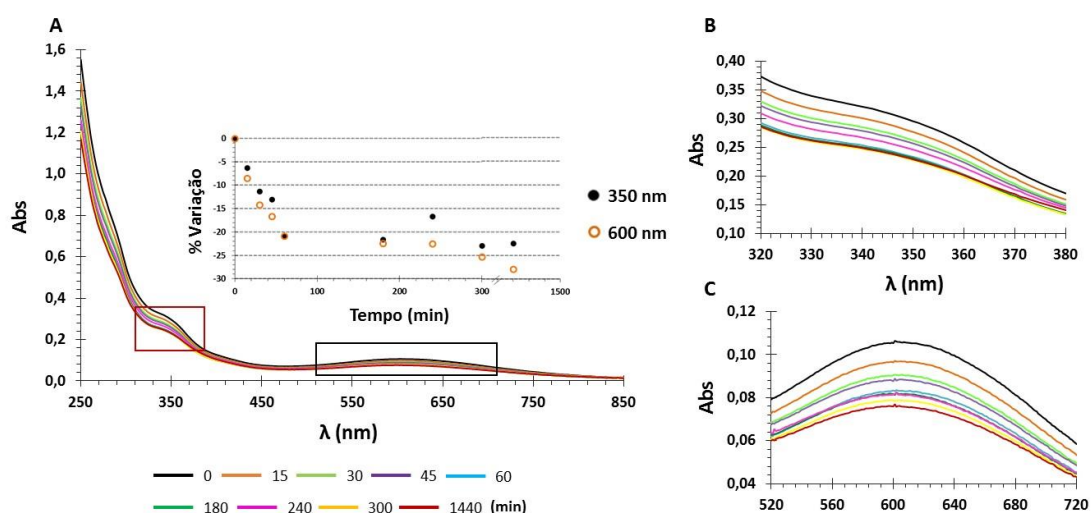 A
Abs
1,6
1,4
1,2
1,0
0,8
0,6
0,4
0,2
0,0
250 350 450 550 650 750 850
λ (nm)
% Variação
0
-5
-10
-15
-20
-25
-30
0 100 200 300 1500
Tempo (min)
350 nm
600 nm
0 15 30 45 60
180 240 300 1440 (min)
B
Abs
0,40
0,35
0,30
0,25
0,20
0,15
0,10
320 330 340 350 360 370 380
λ (nm)
C
Abs
0,12
0,10
0,08
0,06
0,04
520 560 600 640 680 720
λ (nm)